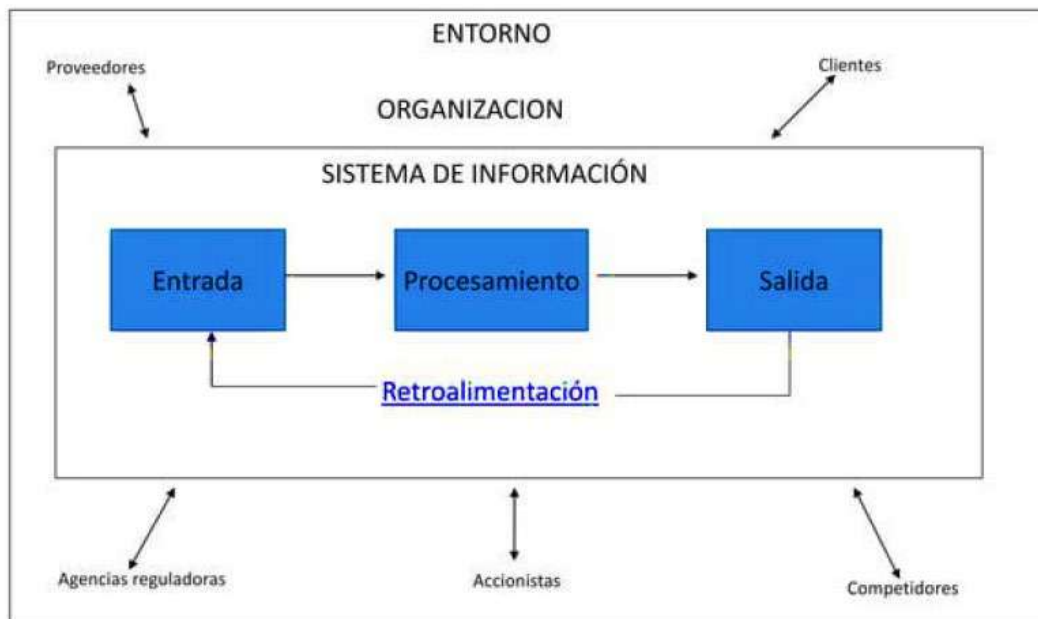 ENTORNO
Proveedores
Clientes
ORGANIZACION
SISTEMA DE INFORMACIÓN
Entrada
Procesamiento
Salida
Retroalimentación
Agencias reguladoras
Accionistas
Competidores